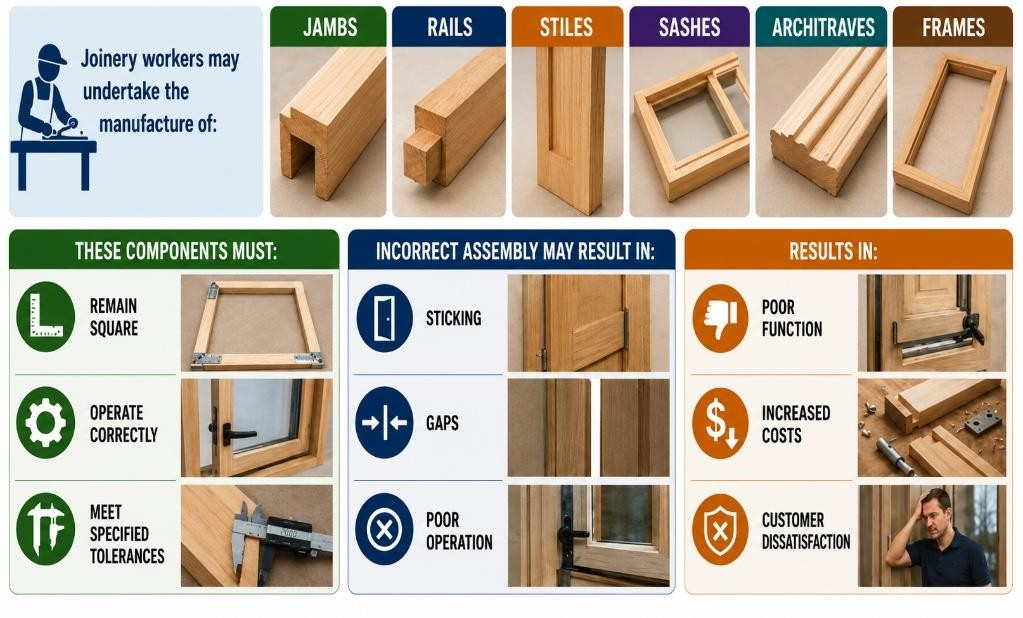 Joinery workers may
undertake the
manufacture of:
JAMBS
RAILS
STILES
SASHES
ARCHITRAVES
FRAMES
THESE COMPONENTS MUST:
REMAIN
SQUARE
OPERATE
CORRECTLY
MEET
SPECIFIED
TOLERANCES
INCORRECT ASSEMBLY MAY RESULT IN:
STICKING
GAPS
POOR
OPERATION
RESULTS IN:
POOR
FUNCTION
$
INCREASED
COSTS
CUSTOMER
DISSATISFACTION